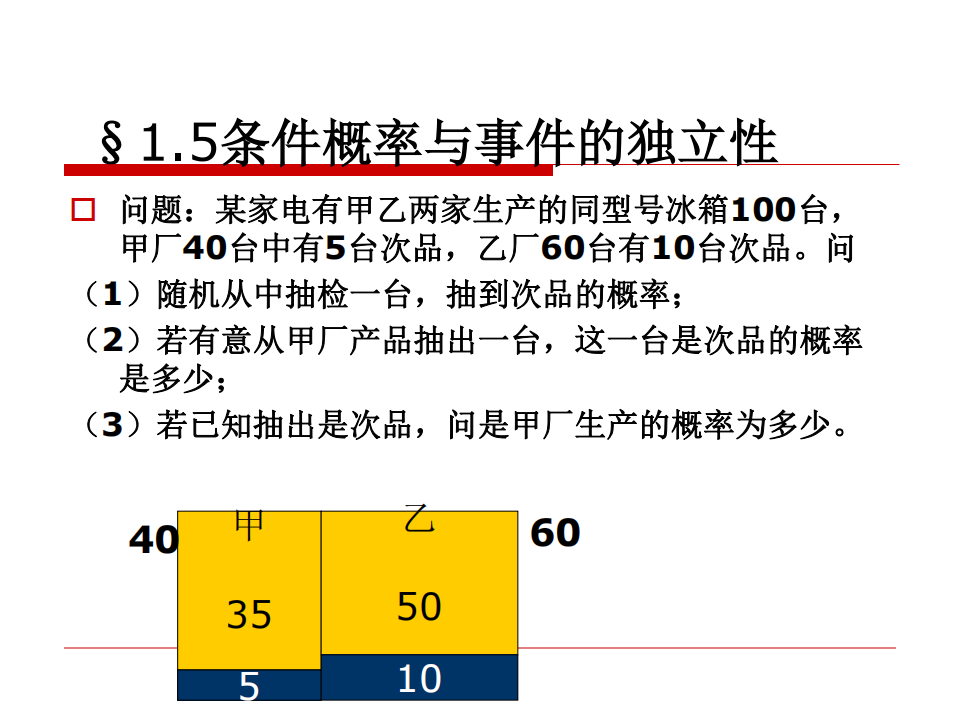 §1.5条件概率与事件的独立性
问题：某家电有甲乙两家生产的同型号冰箱100台，
甲厂40台中有5台次品，乙厂60台有10台次品。问
（1）随机从中抽检一台，抽到次品的概率；
（2）若有意从甲厂产品抽出一台，这一台是次品的概率
是多少；
（3）若已知抽出是次品，问是甲厂生产的概率为多少。
40 甲 乙 60
35 50
5 10